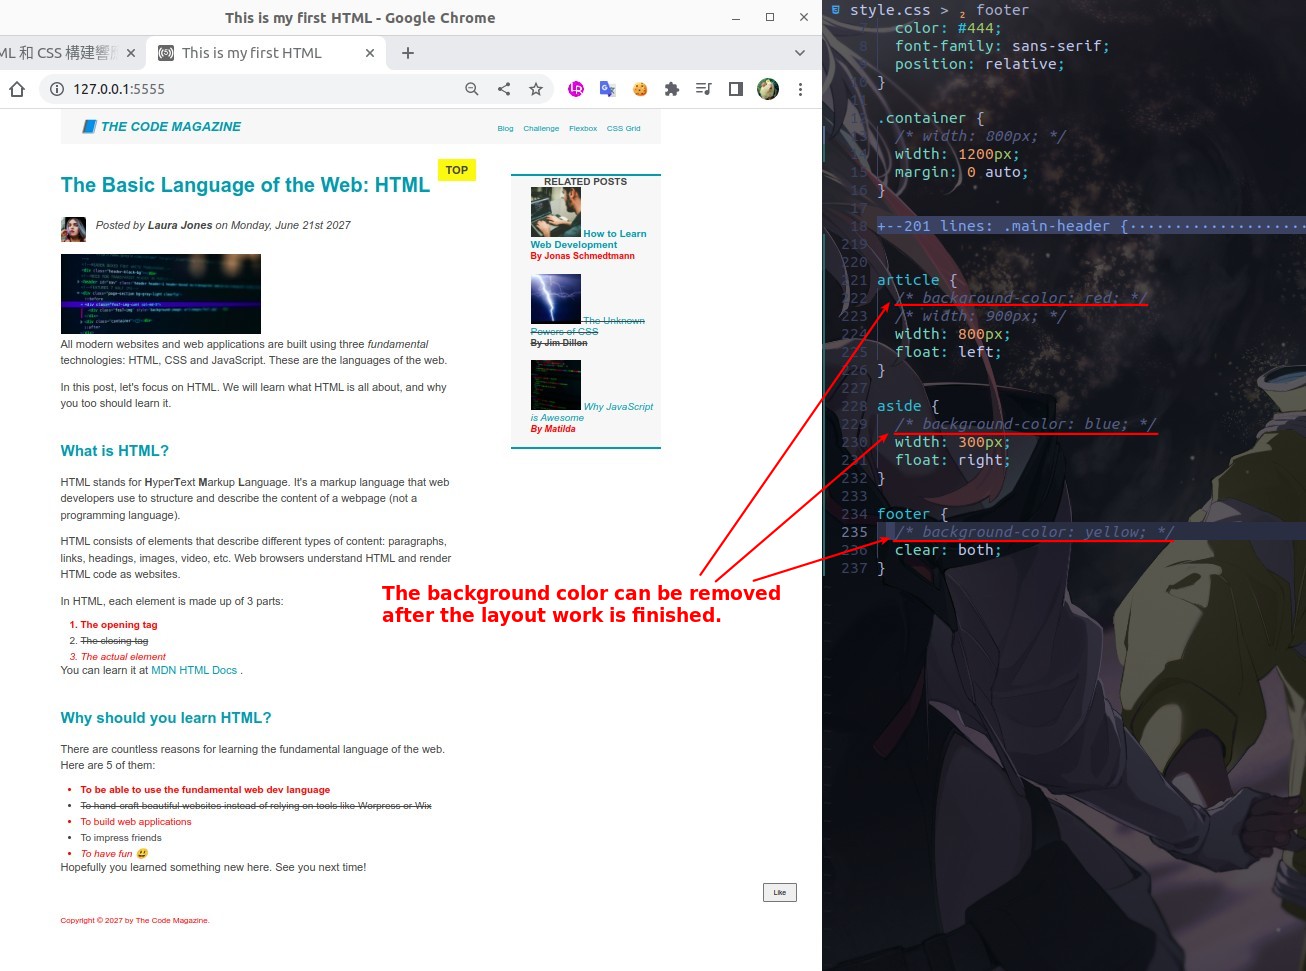 This is my first HTML - Google Chrome
ML 和 CSS 構建響應
This is my first HTML
127.0.0.1:5555
📘 THE CODE MAGAZINE
Blog Challenge Flexbox CSS Grid
TOP
The Basic Language of the Web: HTML
Posted by Laura Jones on Monday, June 21st 2027
All modern websites and web applications are built using three fundamental
technologies: HTML, CSS and JavaScript. These are the languages of the web.
In this post, let's focus on HTML. We will learn what HTML is all about, and why
you too should learn it.
What is HTML?
HTML stands for HyperText Markup Language. It's a markup language that web
developers use to structure and describe the content of a webpage (not a
programming language).
HTML consists of elements that describe different types of content: paragraphs,
links, headings, images, video, etc. Web browsers understand HTML and render
HTML code as websites.
In HTML, each element is made up of 3 parts:
1. The opening tag
2. The closing tag
3. The actual element
You can learn it at MDN HTML Docs .
Why should you learn HTML?
There are countless reasons for learning the fundamental language of the web.
Here are 5 of them:
• To be able to use the fundamental web dev language
• To hand-craft beautiful websites instead of relying on tools like Worpress or Wix
• To build web applications
• To impress friends
• To have fun 😃
Hopefully you learned something new here. See you next time!
Like
Copyright © 2027 by The Code Magazine.
RELATED POSTS
How to Learn
Web Development
By Jonas Schmedtmann
The Unknown
Powers of CSS
By Jim Dillon
Why JavaScript
is Awesome
By Matilda
The background color can be removed
after the layout work is finished.
style.css > footer
color: #444;
8 font-family: sans-serif;
position: relative;
}
11
.container {
/* width: 800px; */
14 width: 1200px;
15 margin: 0 auto;
16 }
17
18 +--201 lines: .main-header {
219
220
221 article {
222 /* background-color: red; */
223 /* width: 900px; */
224 width: 800px;
225 float: left;
226 }
227
228 aside {
229 /* background-color: blue; */
230 width: 300px;
231 float: right;
232 }
233
234 footer {
235 /* background-color: yellow; */
236 clear: both;
237 }